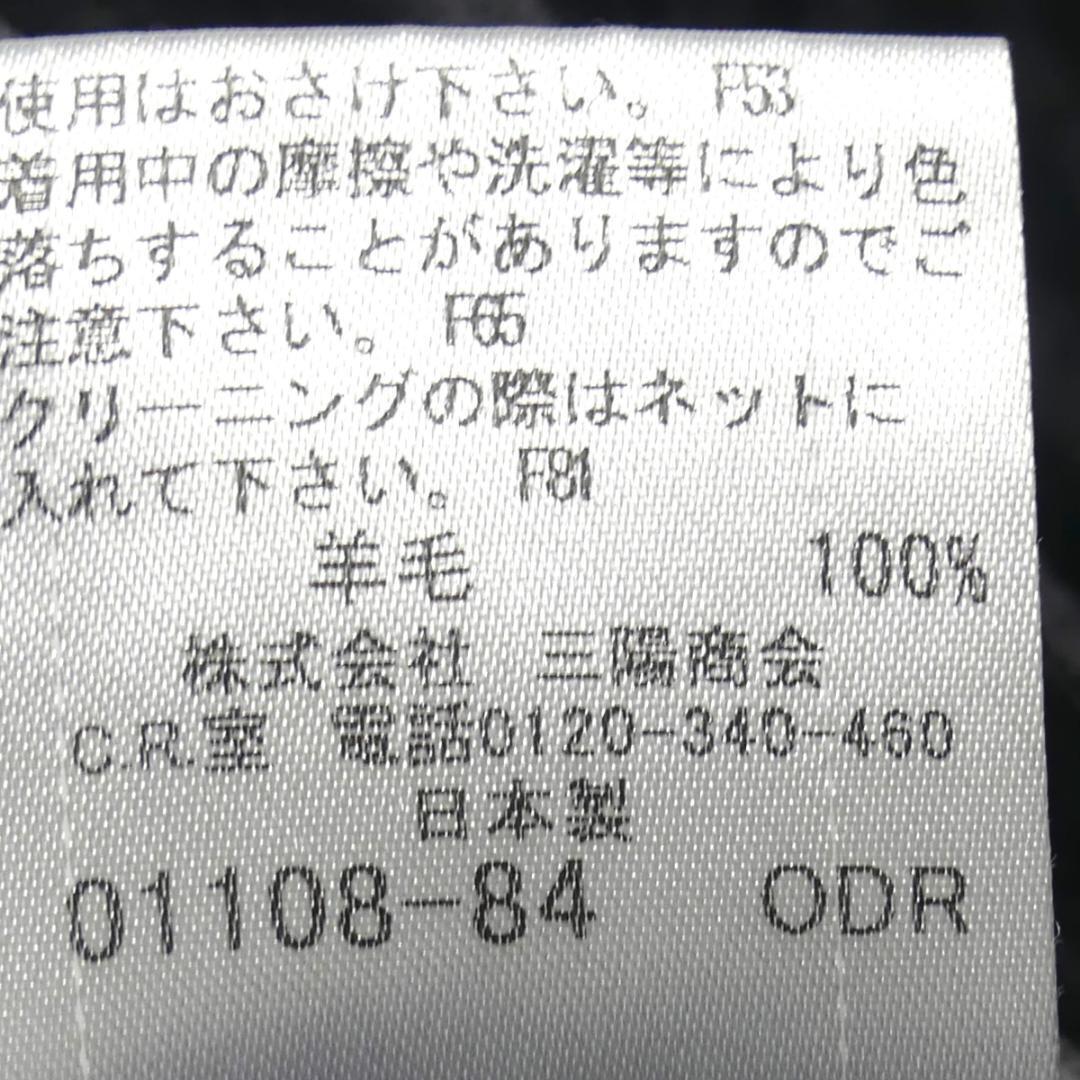 使用はおさけ下さい。 F53
着用中の摩擦や洗濯等により色
落ちすることがありますのでご
注意下さい。 F65
クリーニングの際はネットに
入れて下さい。 F81
羊毛 100%
株式会社 三陽商会
C.R.室 電話0120-340-460
日本製
01108-84 ODR